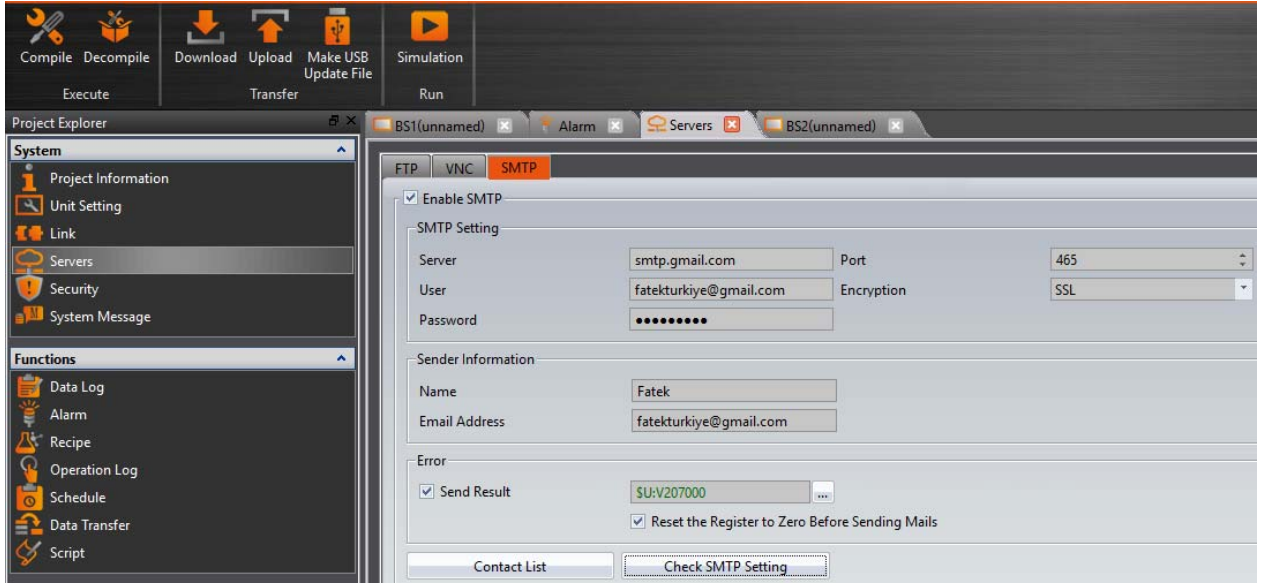 Compile Decompile Download Upload Make USB Update File Simulation
Execute Transfer Run
Project Explorer
BS1(unnamed) Alarm Servers BS2(unnamed)
System
Project Information
Unit Setting
Link
Servers
Security
System Message
Functions
Data Log
Alarm
Recipe
Operation Log
Schedule
Data Transfer
Script
FTP VNC SMTP
Enable SMTP
SMTP Setting
Server smtp.gmail.com Port 465
User fatekturkiye@gmail.com Encryption SSL
Password •••••••••
Sender Information
Name Fatek
Email Address fatekturkiye@gmail.com
Error
Send Result $U:V207000 ...
Reset the Register to Zero Before Sending Mails
Contact List Check SMTP Setting